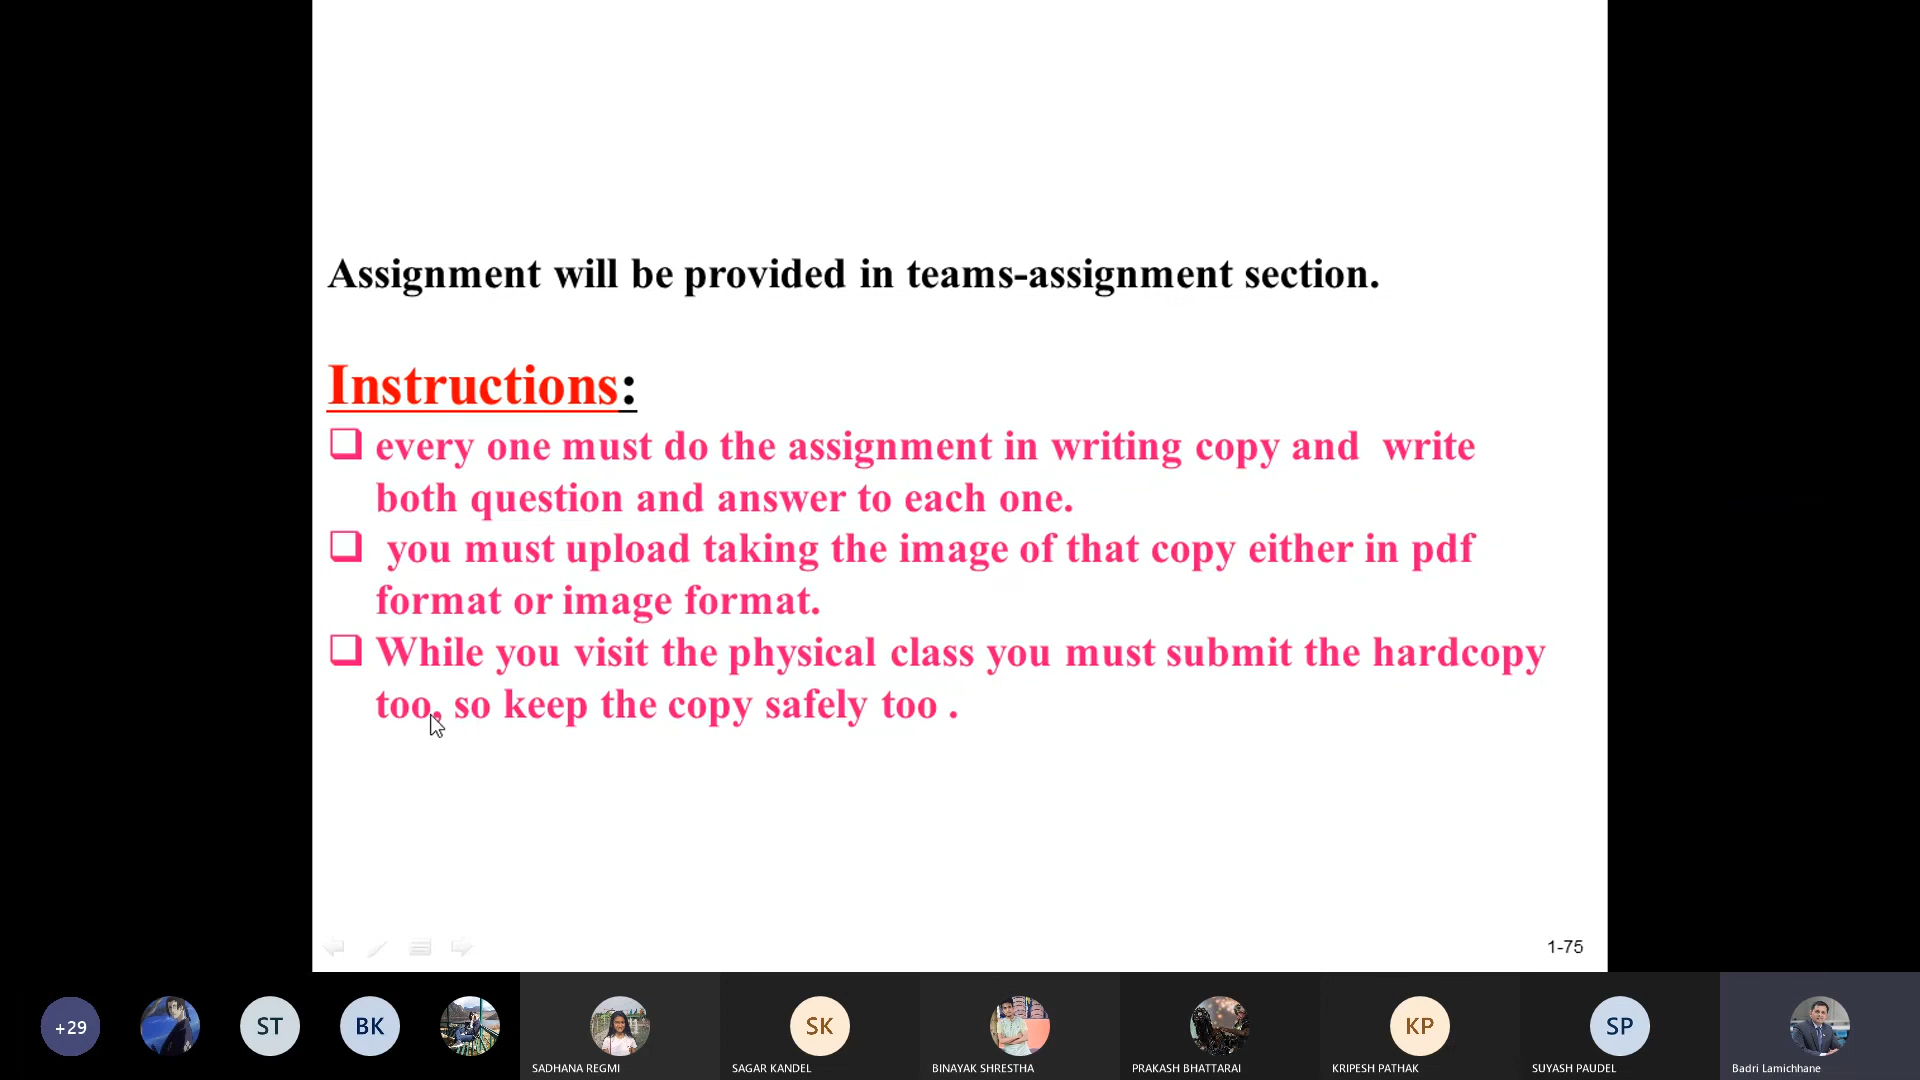 Assignment will be provided in teams-assignment section.
Instructions:
every one must do the assignment in writing copy and write
both question and answer to each one.
you must upload taking the image of that copy either in pdf
format or image format.
While you visit the physical class you must submit the hardcopy
too, so keep the copy safely too .
1-75
+29
ST
BK
SK
KP
SP
SADHANA REGMI
SAGAR KANDEL
BINAYAK SHRESTHA
PRAKASH BHATTARAI
KRIPESH PATHAK
SUYASH PAUDEL
Badri Lamichhane